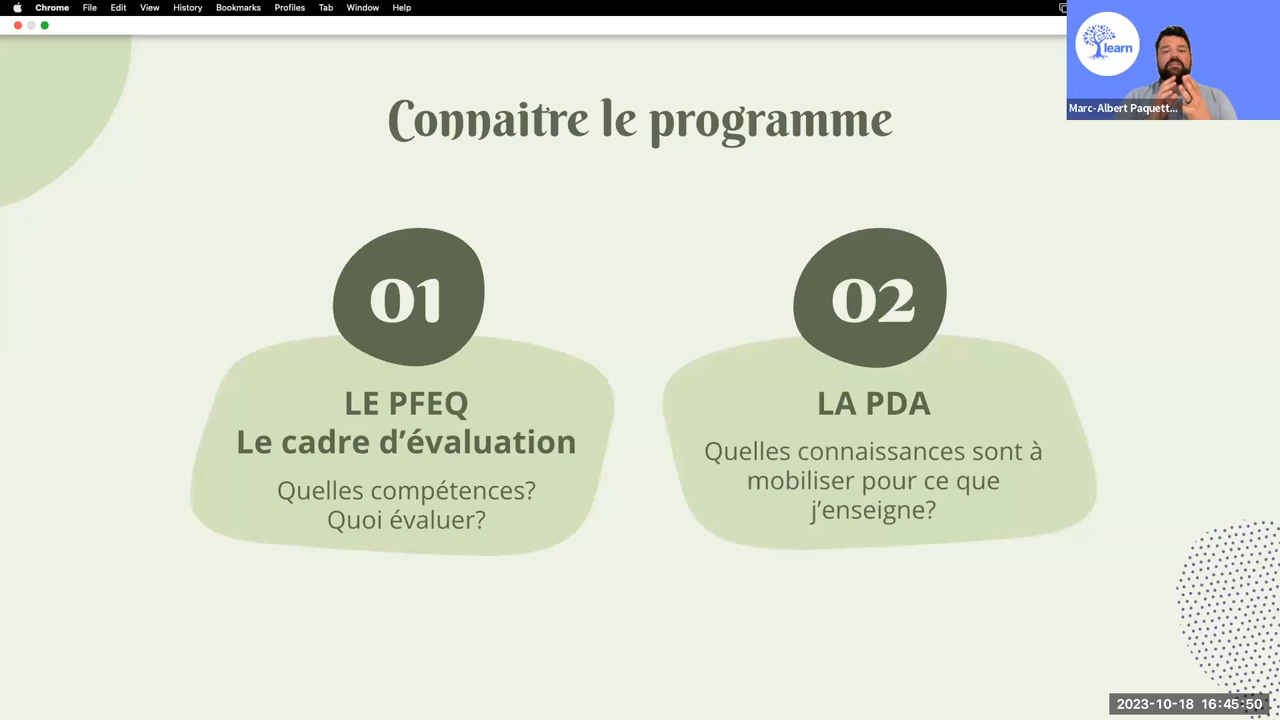 Chrome File Edit View History Bookmarks Profiles Tab Window Help
learn
Marc-Albert Paquett...
Connaitre le programme
01
LE PFEQ
Le cadre d’évaluation
Quelles compétences?
Quoi évaluer?
02
LA PDA
Quelles connaissances sont à
mobiliser pour ce que
j’enseigne?
2023-10-18 16:45:50